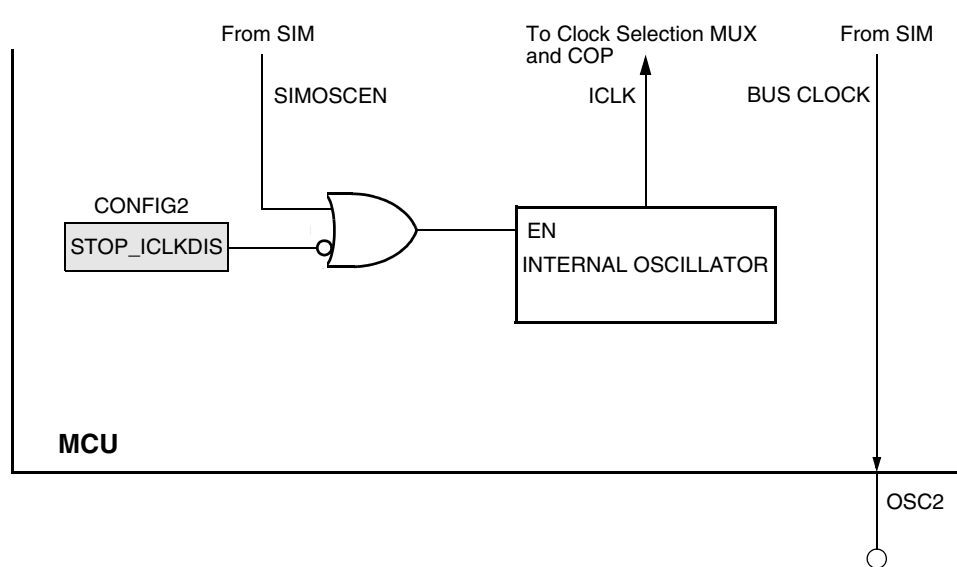 From SIM
To Clock Selection MUX
and COP
From SIM
SIMOSCEN
ICLK
BUS CLOCK
CONFIG2
STOP_ICLKDIS
EN
INTERNAL OSCILLATOR
MCU
OSC2